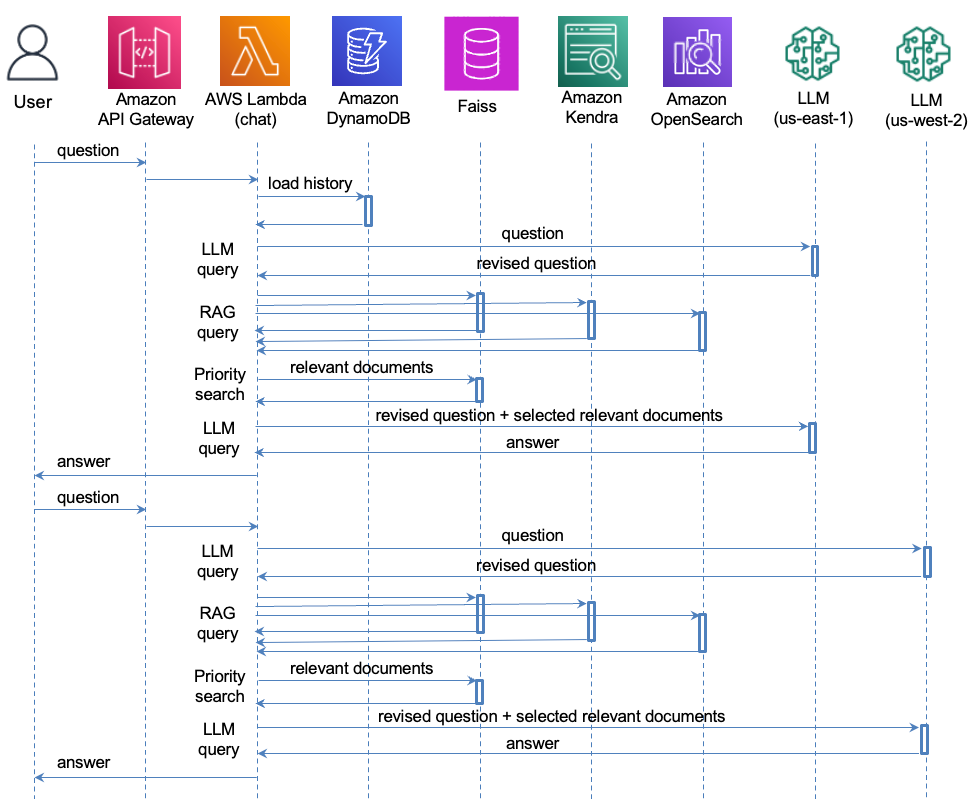 User
Amazon
API Gateway
AWS Lambda
(chat)
Amazon
DynamoDB
Faiss
Amazon
Kendra
Amazon
OpenSearch
LLM
(us-east-1)
LLM
(us-west-2)
question
load history
LLM
query
question
revised question
RAG
query
Priority
search
relevant documents
LLM
query
revised question + selected relevant documents
answer
answer
question
LLM
query
question
revised question
RAG
query
Priority
search
relevant documents
LLM
query
revised question + selected relevant documents
answer
answer